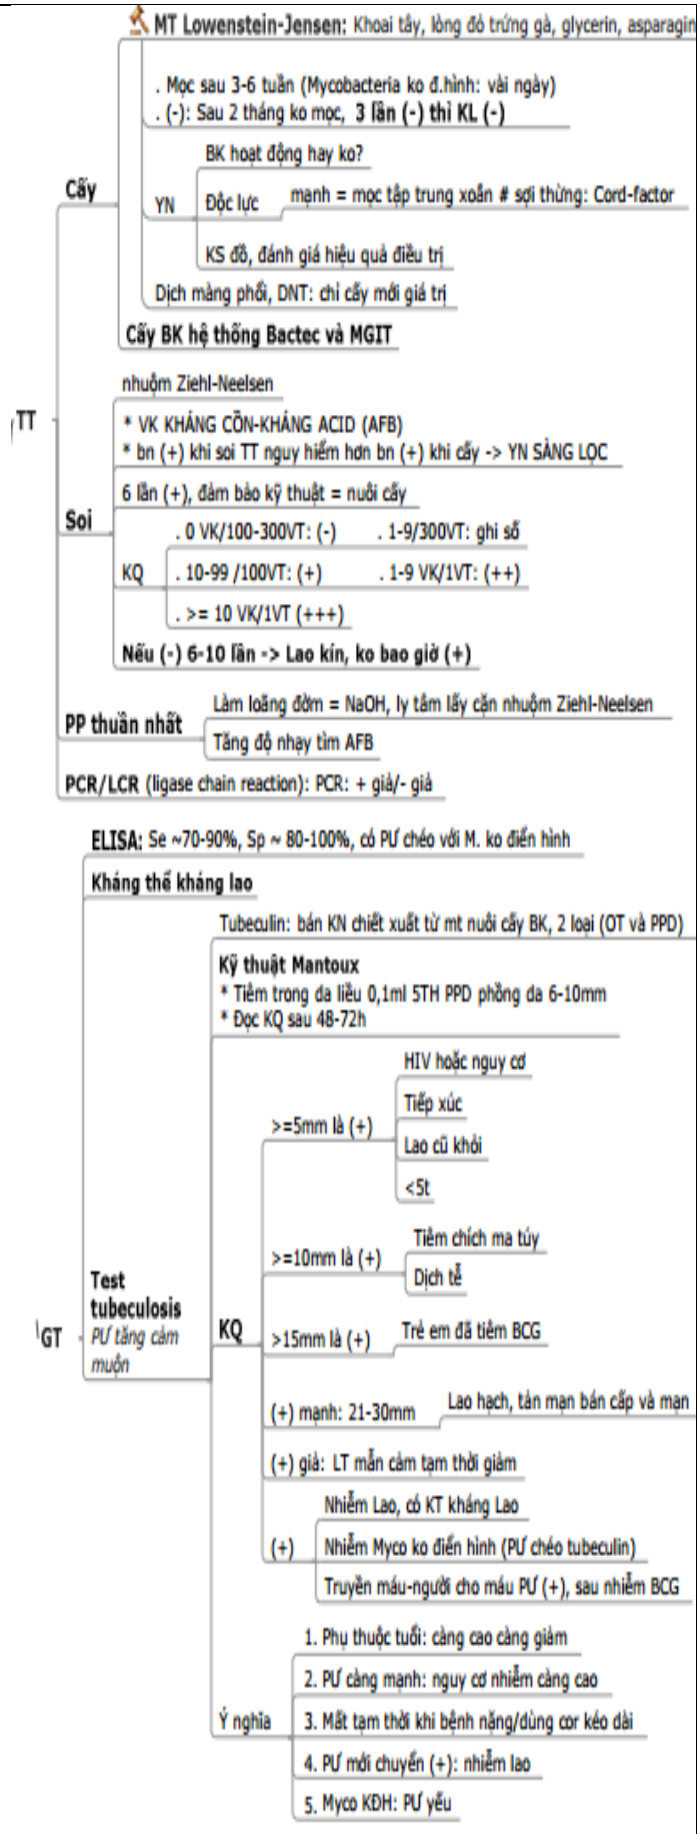 MT Lowenstein-Jensen: Khoai tây, lòng đỏ trứng gà, glycerin, asparagin
. Mọc sau 3-6 tuần (Mycobacteria ko đ.hình: vài ngày)
. (-): Sau 2 tháng ko mọc, 3 lần (-) thì KL (-)
Cấy
YN
BK hoạt động hay ko?
Độc lực
mạnh = mọc tập trung xoắn # sợi thừng: Cord-factor
KS đồ, đánh giá hiệu quả điều trị
Dịch màng phổi, DNT: chỉ cấy mới giá trị
Cấy BK hệ thống Bactec và MGIT
TT
Soi
nhuộm Ziehl-Neelsen
* VK KHÁNG CỒN-KHÁNG ACID (AFB)
* bn (+) khi soi TT nguy hiểm hơn bn (+) khi cấy -> YN SÀNG LỌC
6 lần (+), đảm bảo kỹ thuật = nuôi cấy
KQ
. 0 VK/100-300VT: (-) . 1-9/300VT: ghi số
. 10-99 /100VT: (+) . 1-9 VK/1VT: (++)
. >= 10 VK/1VT (+++)
Nếu (-) 6-10 lần -> Lao kín, ko bao giờ (+)
PP thuần nhất
Làm loãng đờm = NaOH, ly tâm lấy cặn nhuộm Ziehl-Neelsen
Tăng độ nhạy tìm AFB
PCR/LCR (ligase chain reaction): PCR: + giả/- giả
ELISA: Se ~70-90%, Sp ~ 80-100%, có PƯ chéo với M. ko điển hình
Kháng thể kháng lao
GT
Test
tubeculosis
PƯ tăng cảm
muộn
Tubeculin: bán KN chiết xuất từ mt nuôi cấy BK, 2 loại (OT và PPD)
Kỹ thuật Mantoux
* Tiêm trong da liều 0,1ml 5TH PPD phồng da 6-10mm
* Đọc KQ sau 48-72h
KQ
>=5mm là (+)
HIV hoặc nguy cơ
Tiếp xúc
Lao cũ khỏi
<5t
>=10mm là (+)
Tiêm chích ma túy
Dịch tễ
>15mm là (+)
Trẻ em đã tiêm BCG
(+) mạnh: 21-30mm
Lao hạch, tản mạn bán cấp và mạn
(+) giả: LT mẫn cảm tạm thời giảm
(+)
Nhiễm Lao, có KT kháng Lao
Nhiễm Myco ko điển hình (PƯ chéo tubeculin)
Truyền máu-người cho máu PƯ (+), sau nhiễm BCG
Ý nghĩa
1. Phụ thuộc tuổi: càng cao càng giảm
2. PƯ càng mạnh: nguy cơ nhiễm càng cao
3. Mất tạm thời khi bệnh nặng/dùng cor kéo dài
4. PƯ mới chuyển (+): nhiễm lao
5. Myco KĐH: PƯ yếu